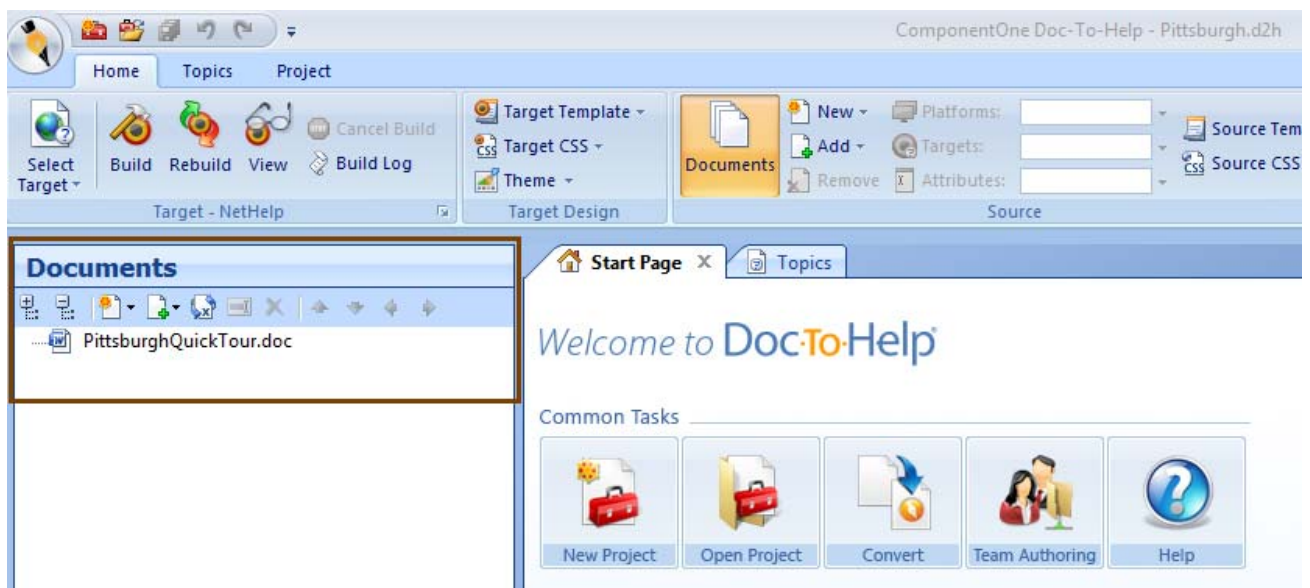 ComponentOne Doc-To-Help - Pittsburgh.d2h
Home Topics Project
Select Target
Build
Rebuild
View
Cancel Build
Build Log
Target - NetHelp
Target Template
Target CSS
Theme
Target Design
Documents
New
Add
Remove
Platforms:
Targets:
Attributes:
Source Tem
Source CSS
Source
Documents
PittsburghQuickTour.doc
Start Page X Topics
Welcome to Doc-To-Help
Common Tasks
New Project Open Project Convert Team Authoring Help